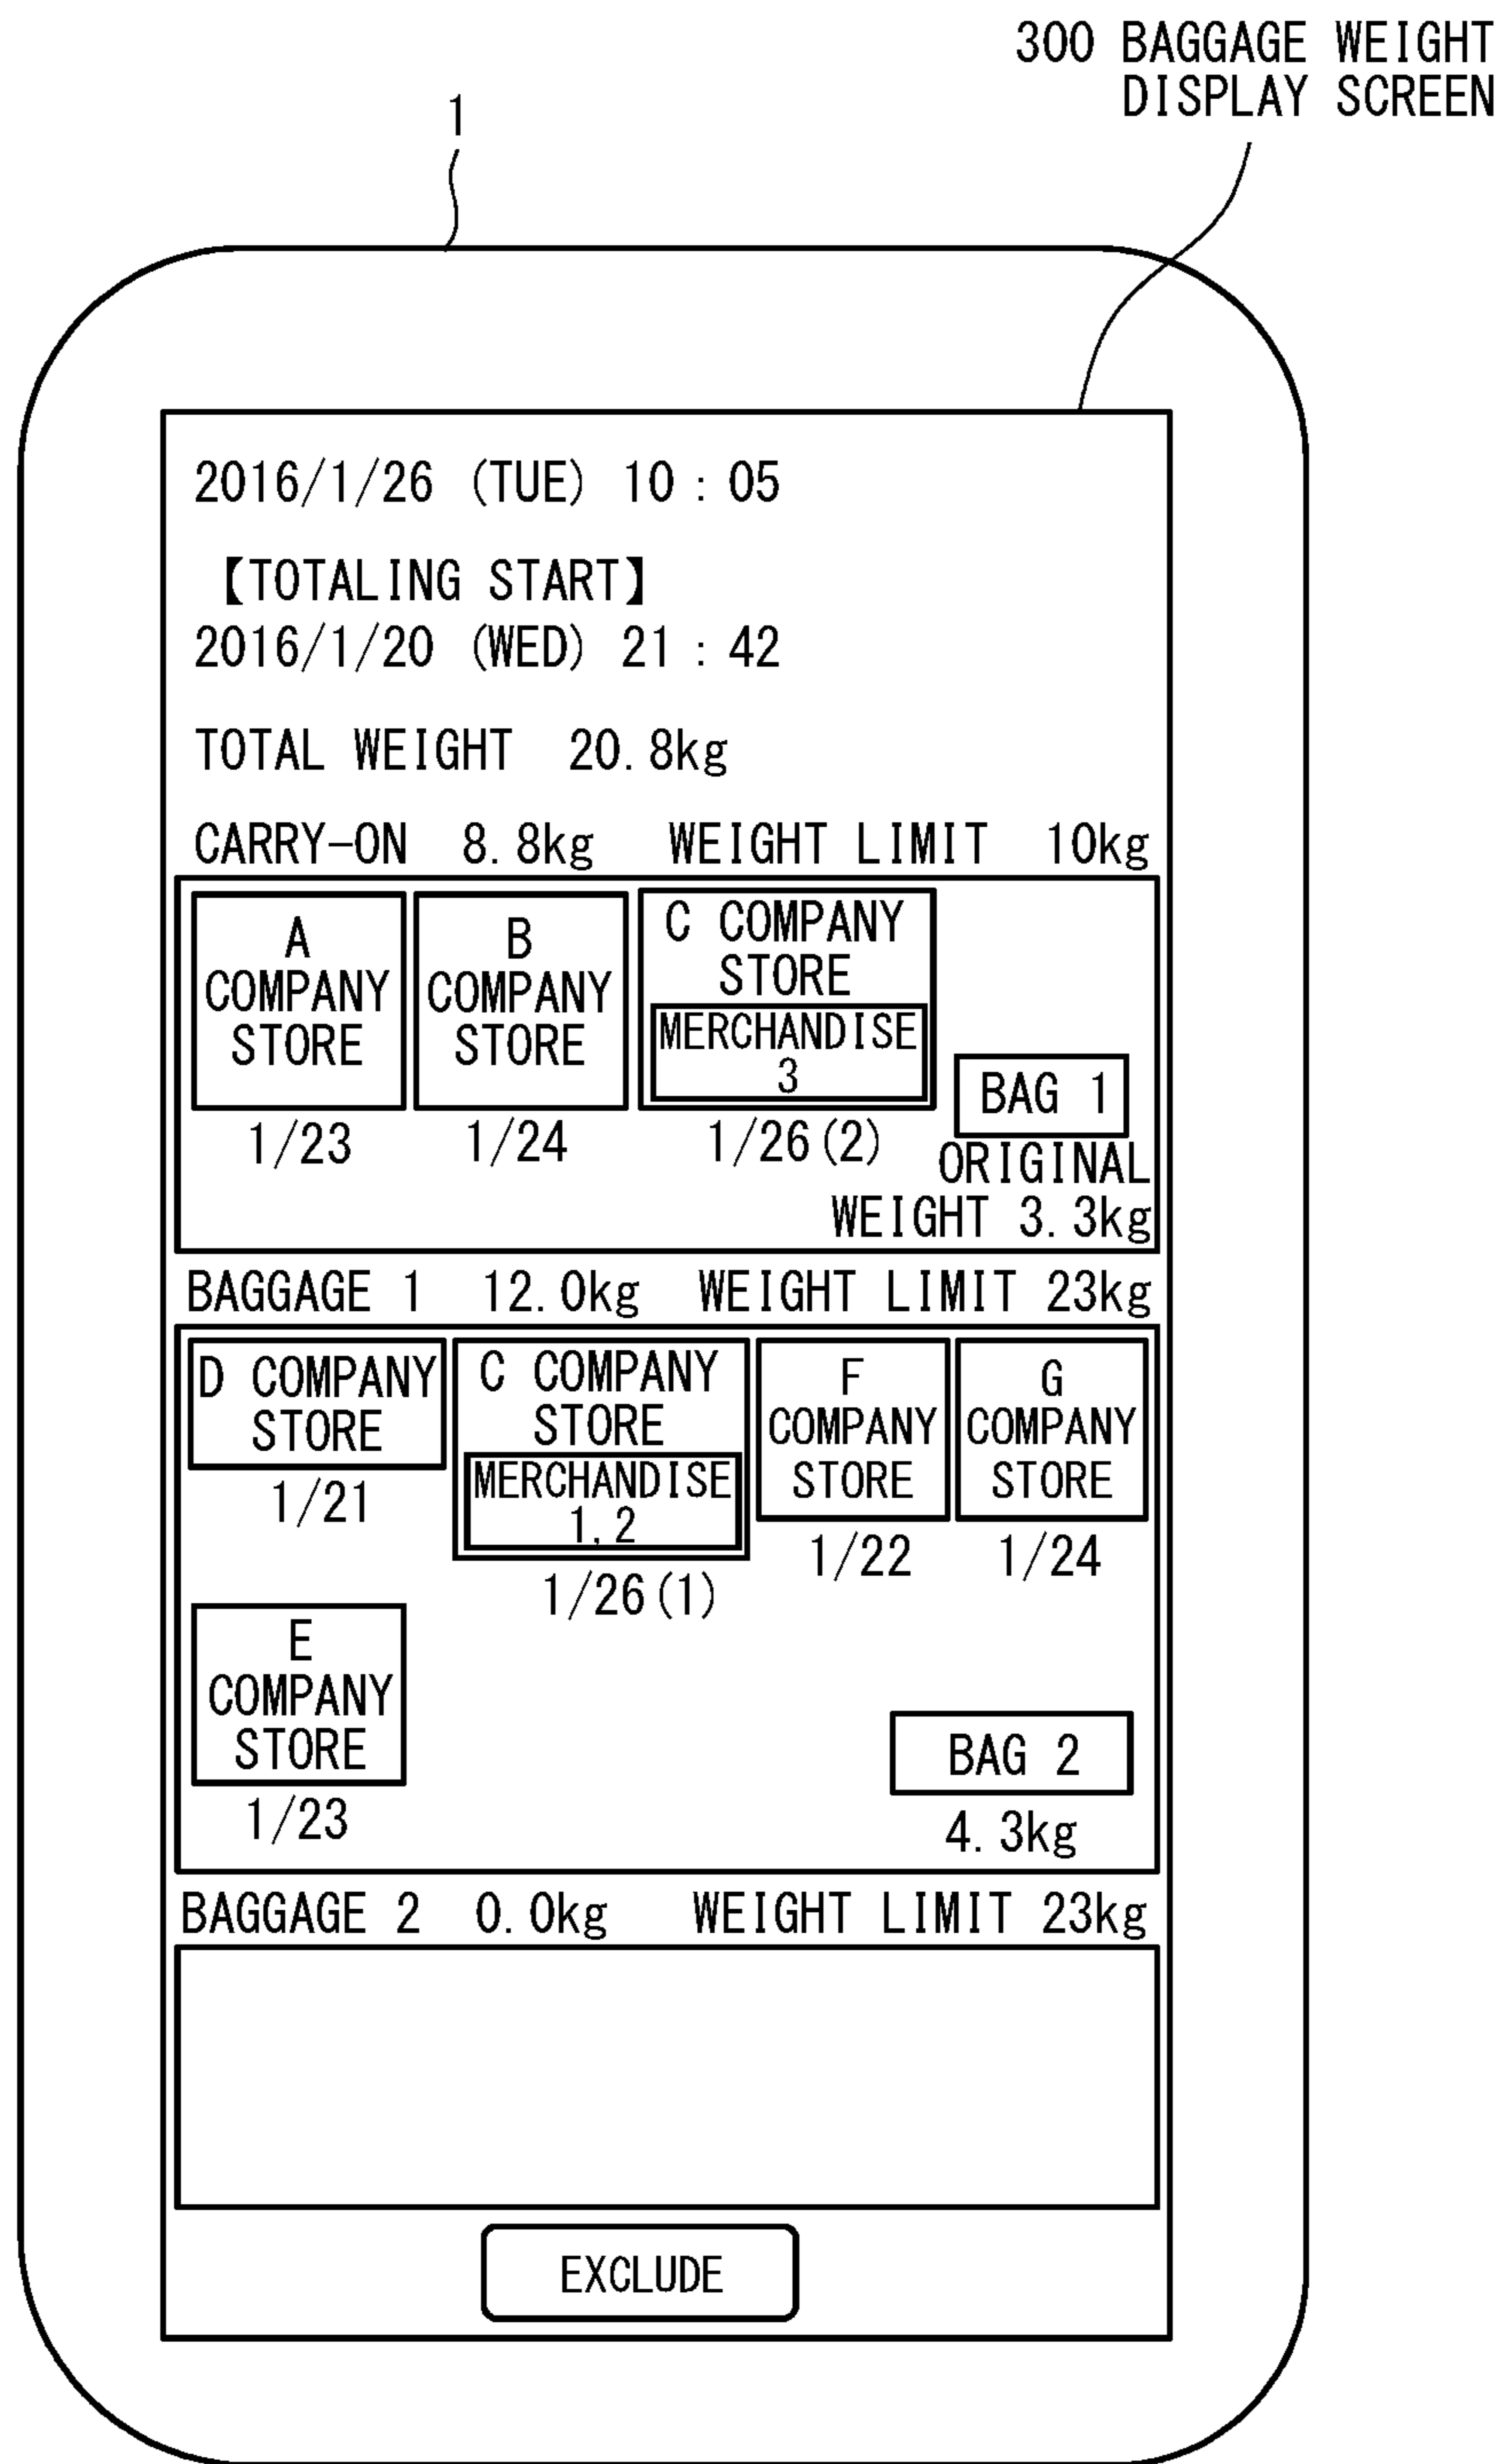 300 BAGGAGE WEIGHT
DISPLAY SCREEN
1
2016/1/26 (TUE) 10:05
【TOTALING START】
2016/1/20 (WED) 21:42
TOTAL WEIGHT 20.8kg
CARRY-ON 8.8kg WEIGHT LIMIT 10kg
A
COMPANY
STORE
1/23
B
COMPANY
STORE
1/24
C COMPANY
STORE
MERCHANDISE
3
1/26(2)
BAG 1
ORIGINAL
WEIGHT 3.3kg
BAGGAGE 1 12.0kg WEIGHT LIMIT 23kg
D COMPANY
STORE
1/21
C COMPANY
STORE
MERCHANDISE
1,2
1/26(1)
F
COMPANY
STORE
1/22
G
COMPANY
STORE
1/24
E
COMPANY
STORE
1/23
BAG 2
4.3kg
BAGGAGE 2 0.0kg WEIGHT LIMIT 23kg
EXCLUDE